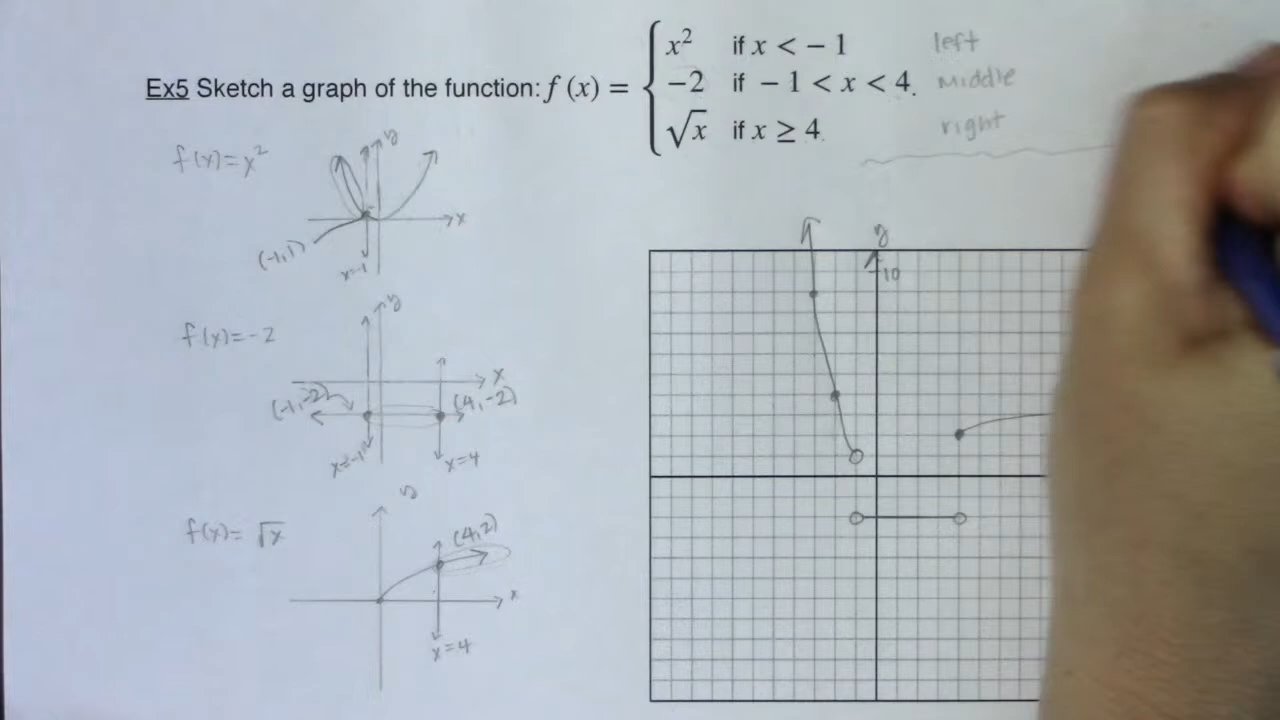 Ex5 Sketch a graph of the function: f (x) = { x² if x < − 1 left
−2 if − 1 < x < 4. Middle
√x if x ≥ 4 right
f(x)=x²
y
x
(-1,1)
x=-1
y
10
f(x)=-2
y
x
(-1,-2)
(4,-2)
x=-1
x=4
f(x)= √x
y
(4,2)
x
x=4